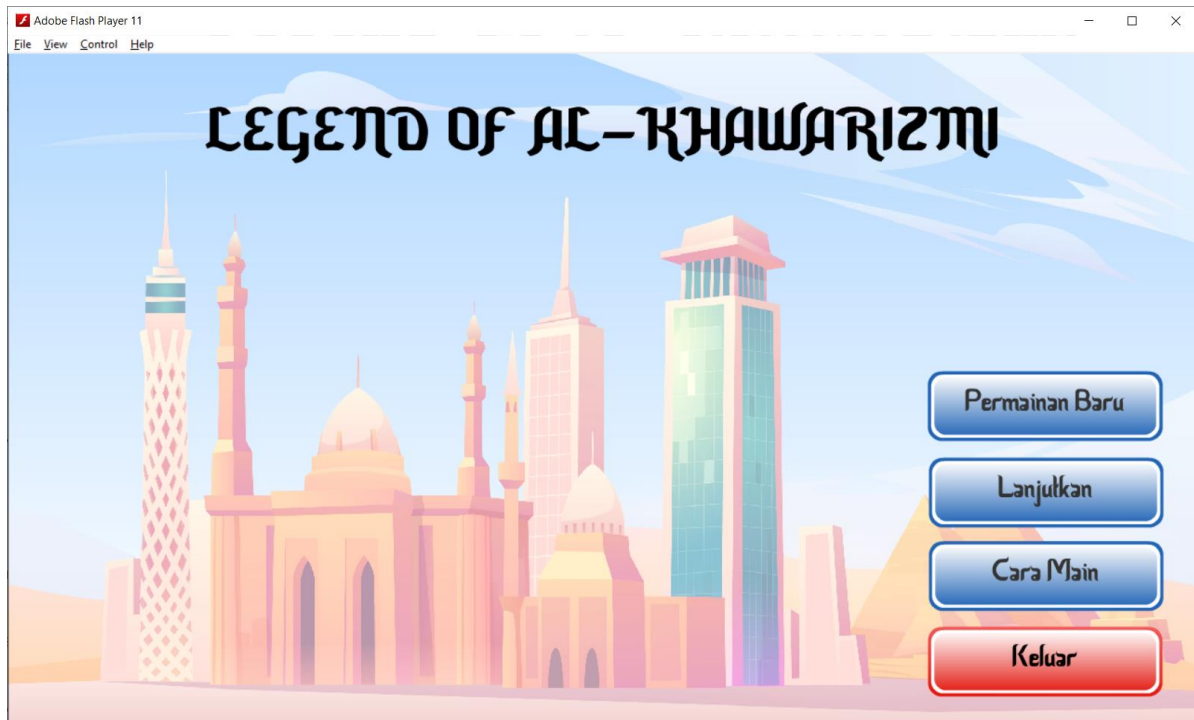 Adobe Flash Player 11
File View Control Help
LEGEND OF AL-KHAWARIZMI
Permainan Baru
Lanjutkan
Cara Main
Keluar